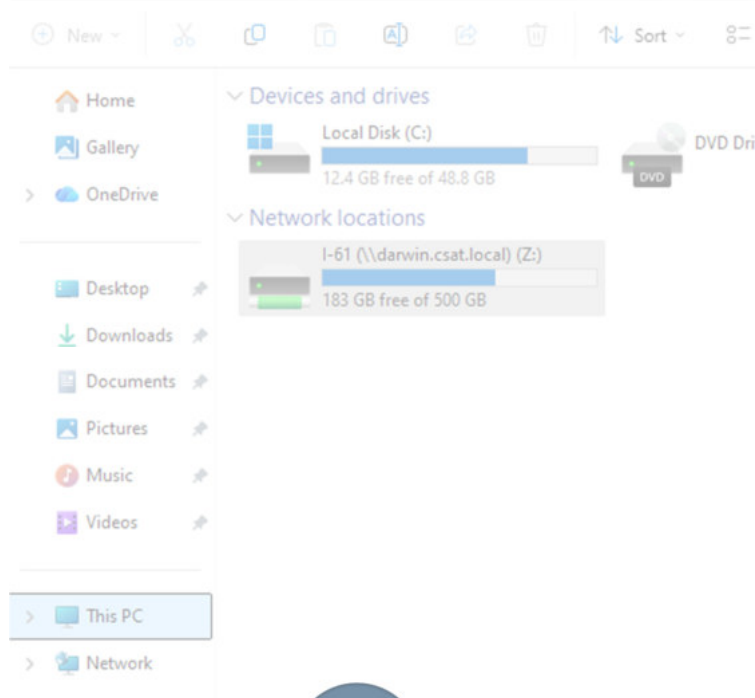 New
Sort
Home
Gallery
OneDrive
Desktop
Downloads
Documents
Pictures
Music
Videos
This PC
Network
Devices and drives
Local Disk (C:)
12.4 GB free of 48.8 GB
DVD Dri
DVD
Network locations
I-61 (\\darwin.csat.local) (Z:)
183 GB free of 500 GB